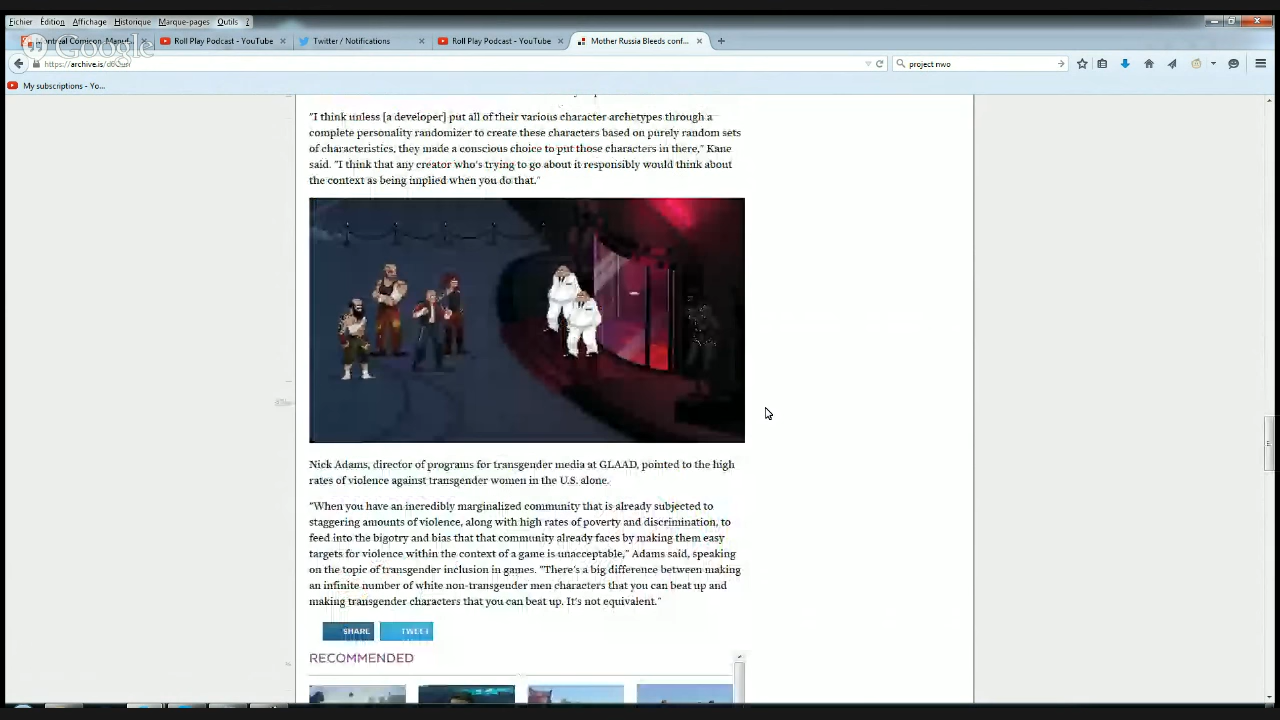 Fichier Édition Affichage Historique Marque-pages Outils ?
Montreal Comicon
Roll Play Podcast - YouTube
Twitter / Notifications
Roll Play Podcast - YouTube
Mother Russia Bleeds conf...
Google
https://archive.is/
project nwo
My subscriptions - Yo...
"I think unless [a developer] put all of their various character archetypes through a
complete personality randomizer to create these characters based on purely random sets
of characteristics, they made a conscious choice to put those characters in there," Kane
said. "I think that any creator who's trying to go about it responsibly would think about
the context as being implied when you do that."
Nick Adams, director of programs for transgender media at GLAAD, pointed to the high
rates of violence against transgender women in the U.S. alone.
"When you have an incredibly marginalized community that is already subjected to
staggering amounts of violence, along with high rates of poverty and discrimination, to
feed into the bigotry and bias that that community already faces by making them easy
targets for violence within the context of a game is unacceptable," Adams said, speaking
on the topic of transgender inclusion in games. "There's a big difference between making
an infinite number of white non-transgender men characters that you can beat up and
making transgender characters that you can beat up. It's not equivalent."
SHARE
TWEET
RECOMMENDED